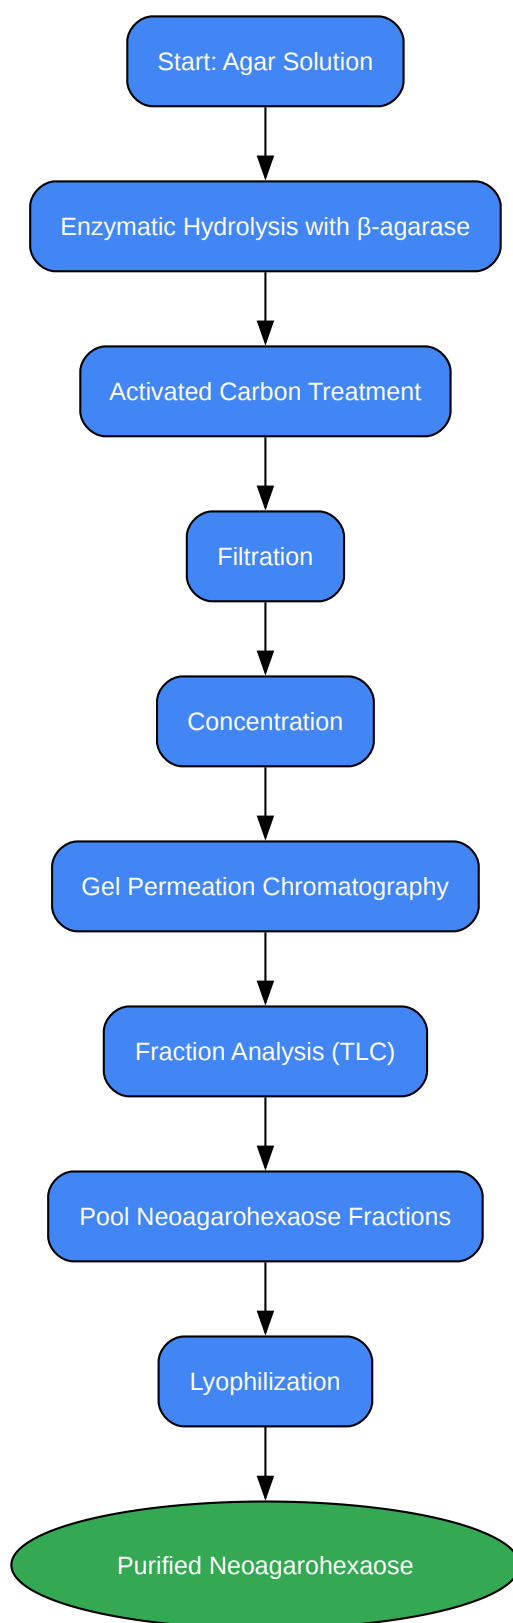 Start: Agar Solution
Enzymatic Hydrolysis with β-agarase
Activated Carbon Treatment
Filtration
Concentration
Gel Permeation Chromatography
Fraction Analysis (TLC)
Pool Neoagarohexaose Fractions
Lyophilization
Purified Neoagarohexaose